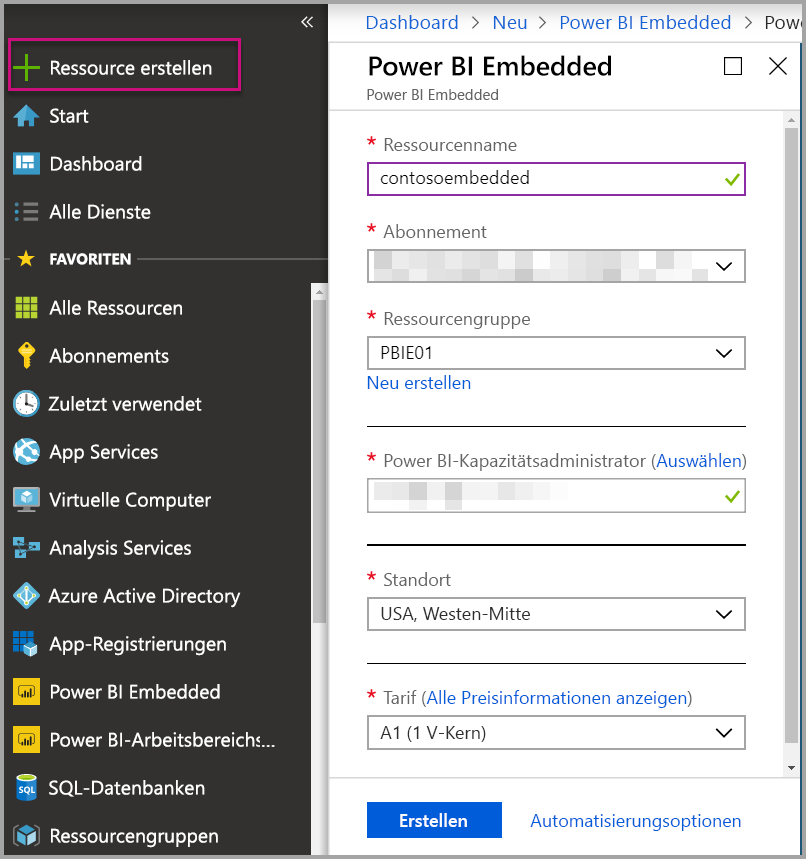 «
Ressource erstellen
Start
Dashboard
Alle Dienste
FAVORITEN
Alle Ressourcen
Abonnements
Zuletzt verwendet
App Services
Virtuelle Computer
Analysis Services
Azure Active Directory
App-Registrierungen
Power BI Embedded
Power BI-Arbeitsbereichs...
SQL
SQL-Datenbanken
Ressourcengruppen
Dashboard > Neu > Power BI Embedded > Powe
Power BI Embedded
Power BI Embedded
* Ressourcenname
contosoembedded
* Abonnement
* Ressourcengruppe
PBIE01
Neu erstellen
* Power BI-Kapazitätsadministrator (Auswählen)
* Standort
USA, Westen-Mitte
* Tarif (Alle Preisinformationen anzeigen)
A1 (1 V-Kern)
Erstellen
Automatisierungsoptionen